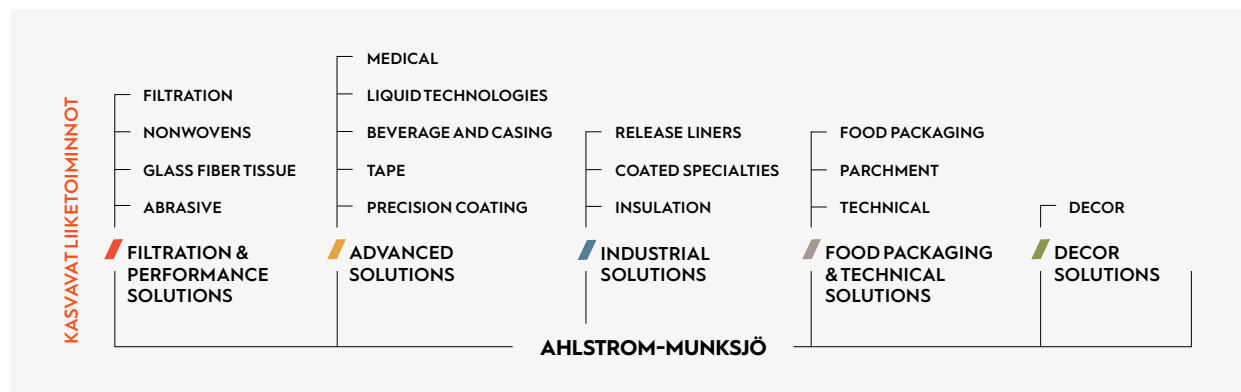 KASVAVAT LIIKETOIMINNOT
FILTRATION
NONWOVENS
GLASS FIBER TISSUE
ABRASIVE
FILTRATION &
PERFORMANCE
SOLUTIONS
MEDICAL
LIQUID TECHNOLOGIES
BEVERAGE AND CASING
TAPE
PRECISION COATING
ADVANCED
SOLUTIONS
RELEASE LINERS
COATED SPECIALTIES
INSULATION
INDUSTRIAL
SOLUTIONS
FOOD PACKAGING
PARCHMENT
TECHNICAL
FOOD PACKAGING
& TECHNICAL
SOLUTIONS
DECOR
DECOR
SOLUTIONS
AHLSTROM-MUNKSJÖ